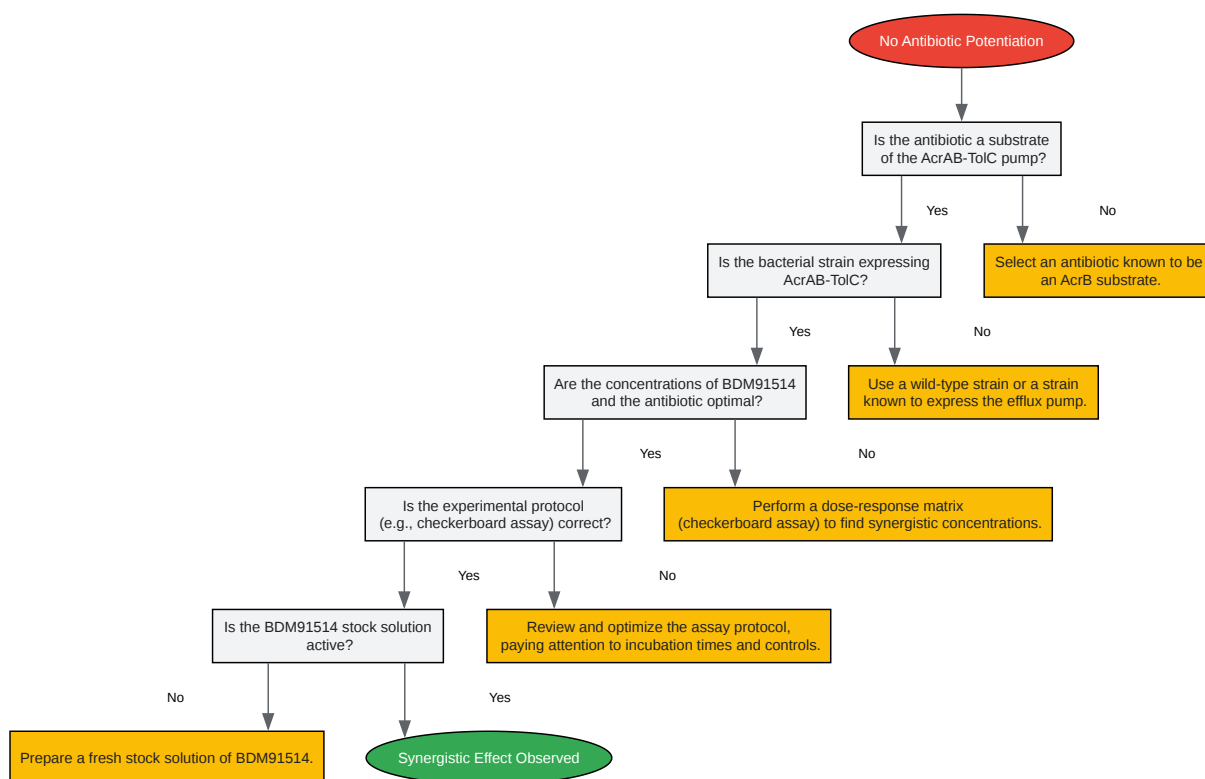 No Antibiotic Potentiation
Is the antibiotic a substrate
of the AcrAB-TolC pump?
Yes
No
Is the bacterial strain expressing
AcrAB-TolC?
Select an antibiotic known to be
an AcrB substrate.
Yes
No
Are the concentrations of BDM91514
and the antibiotic optimal?
Use a wild-type strain or a strain
known to express the efflux pump.
Yes
No
Is the experimental protocol
(e.g., checkerboard assay) correct?
Perform a dose-response matrix
(checkerboard assay) to find synergistic concentrations.
Yes
No
Is the BDM91514 stock solution
active?
Review and optimize the assay protocol,
paying attention to incubation times and controls.
No
Yes
Prepare a fresh stock solution of BDM91514.
Synergistic Effect Observed